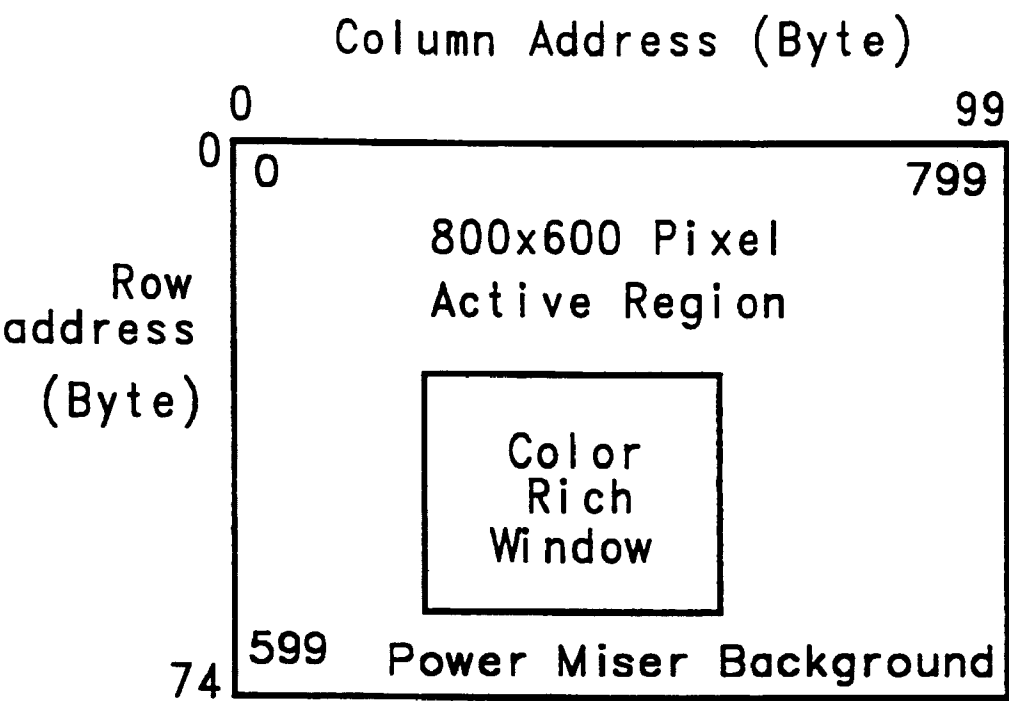 Column Address (Byte)
0
99
0
0
799
800x600 Pixel
Active Region
Row
address
(Byte)
Color
Rich
Window
599
Power Miser Background
74